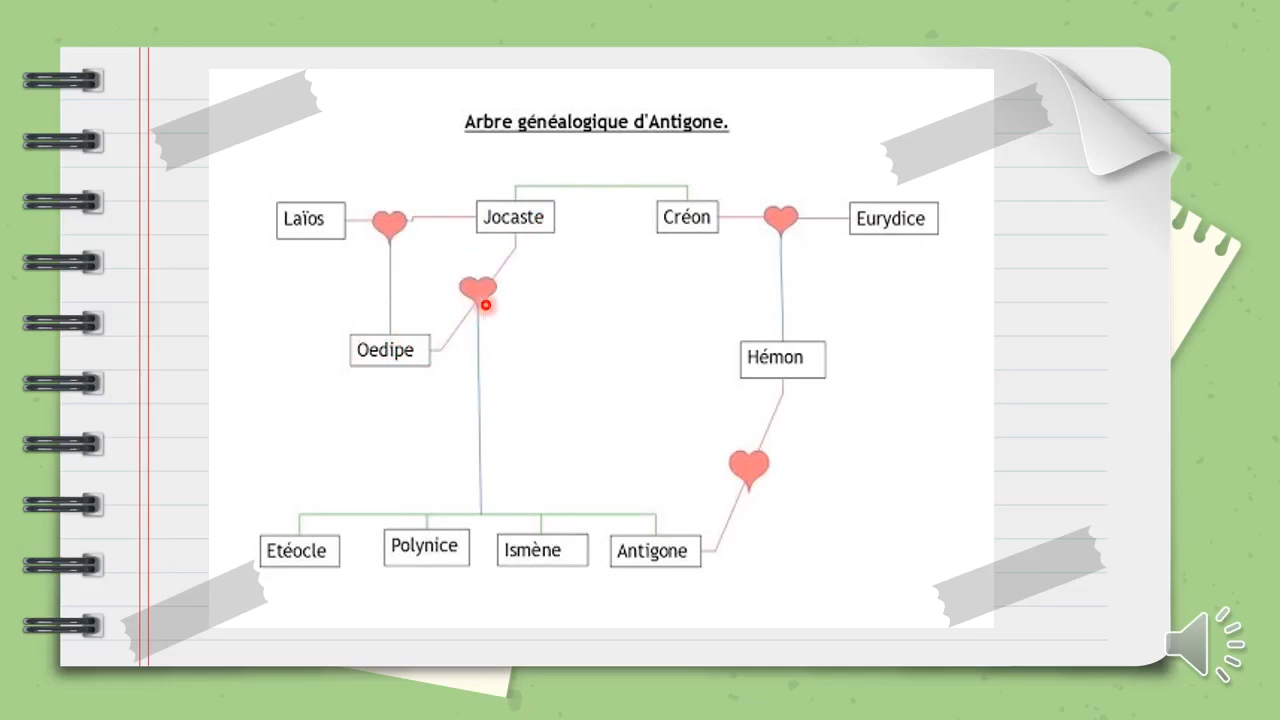 Arbre généalogique d'Antigone.
Laïos
Jocaste
Créon
Eurydice
Oedipe
Hémon
Etéocle
Polynice
Ismène
Antigone